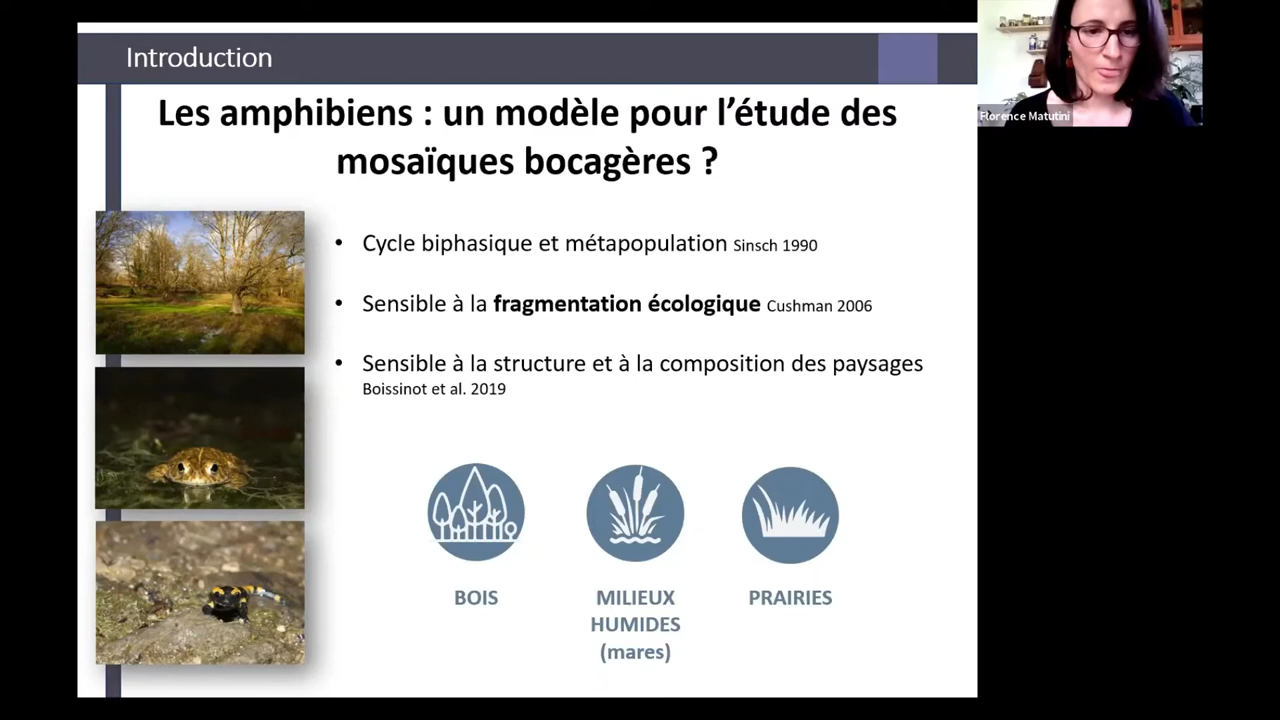 Introduction
Florence Matutini
Les amphibiens : un modèle pour l’étude des
mosaïques bocagères ?
• Cycle biphasique et métapopulation Sinsch 1990
• Sensible à la fragmentation écologique Cushman 2006
• Sensible à la structure et à la composition des paysages
Boissinot et al. 2019
BOIS
MILIEUX
HUMIDES
(mares)
PRAIRIES